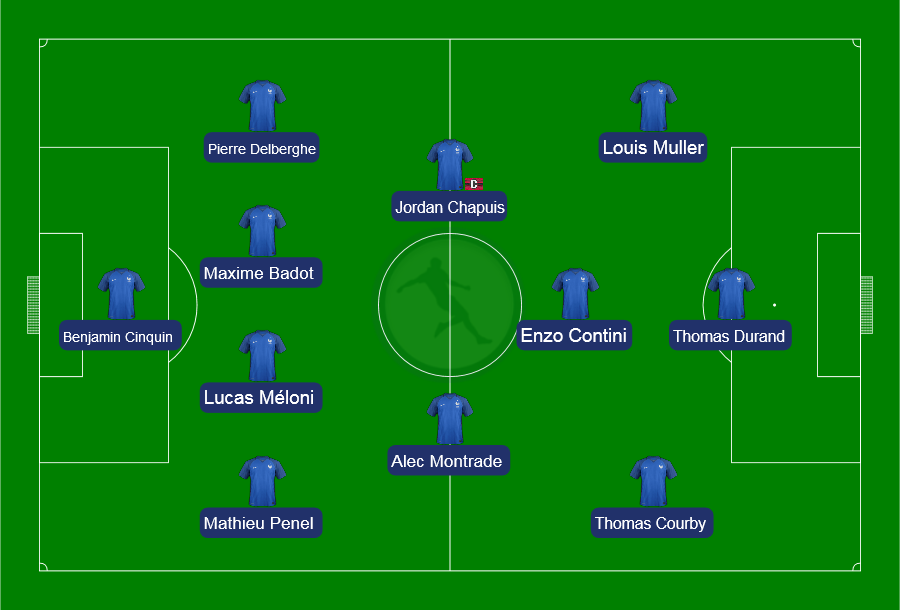 Pierre Delberghe
Louis Muller
C
Jordan Chapuis
Maxime Badot
Benjamin Cinquin
Enzo Contini
Thomas Durand
Lucas Méloni
Alec Montrade
Mathieu Penel
Thomas Courby